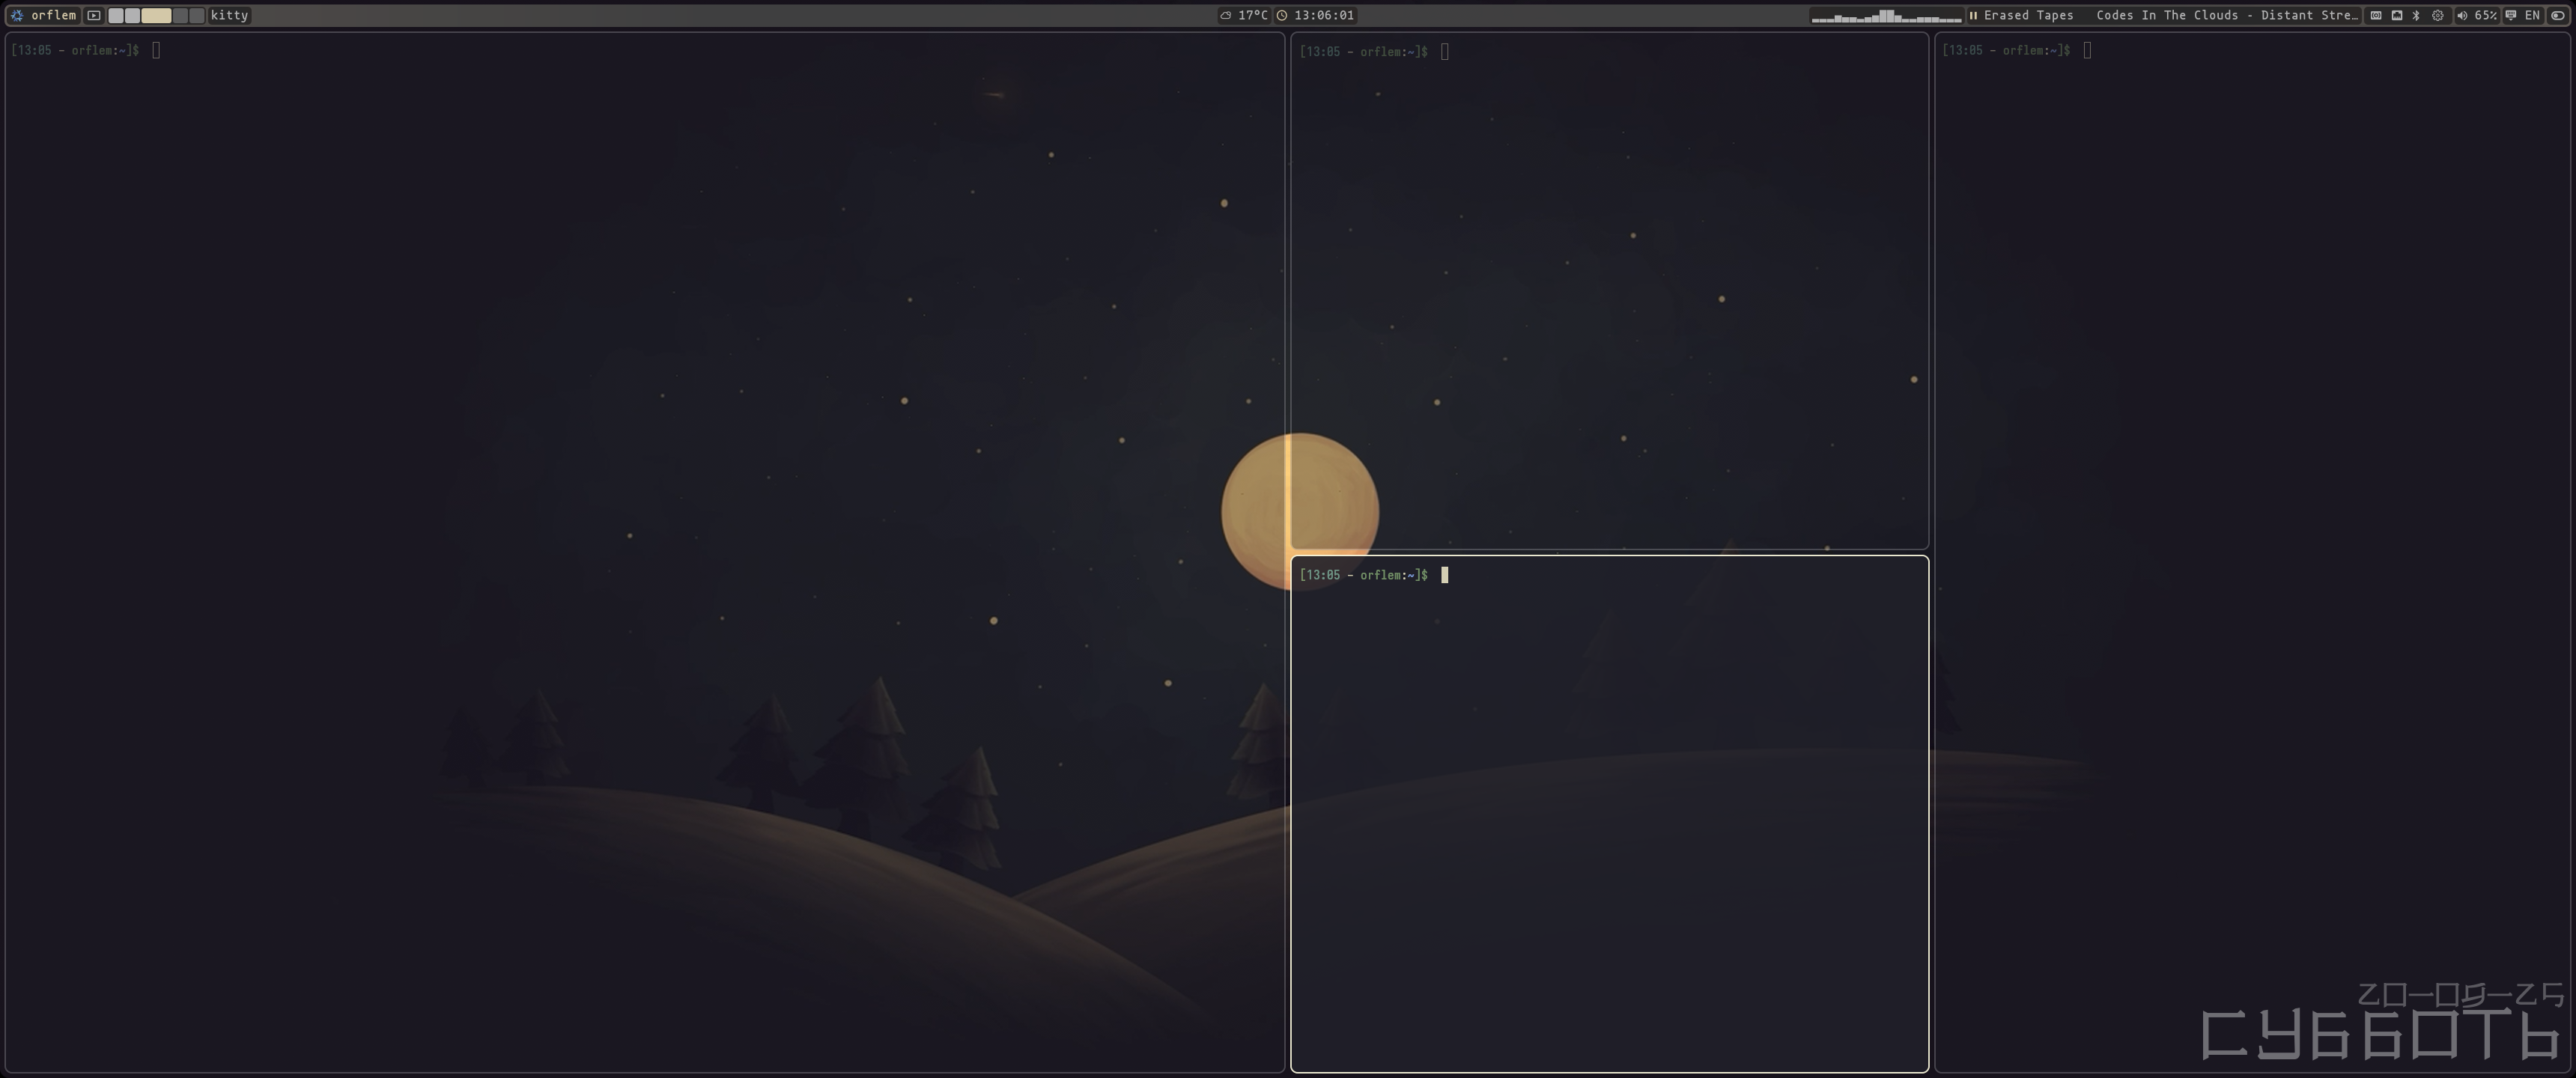 orflem kitty 17°C 13:06:01 Erased Tapes Codes In The Clouds - Distant Stre… 65% EN
[13:05 - orflem:~]$
[13:05 - orflem:~]$
[13:05 - orflem:~]$
[13:05 - orflem:~]$
20-09-25
СУББОТЬ